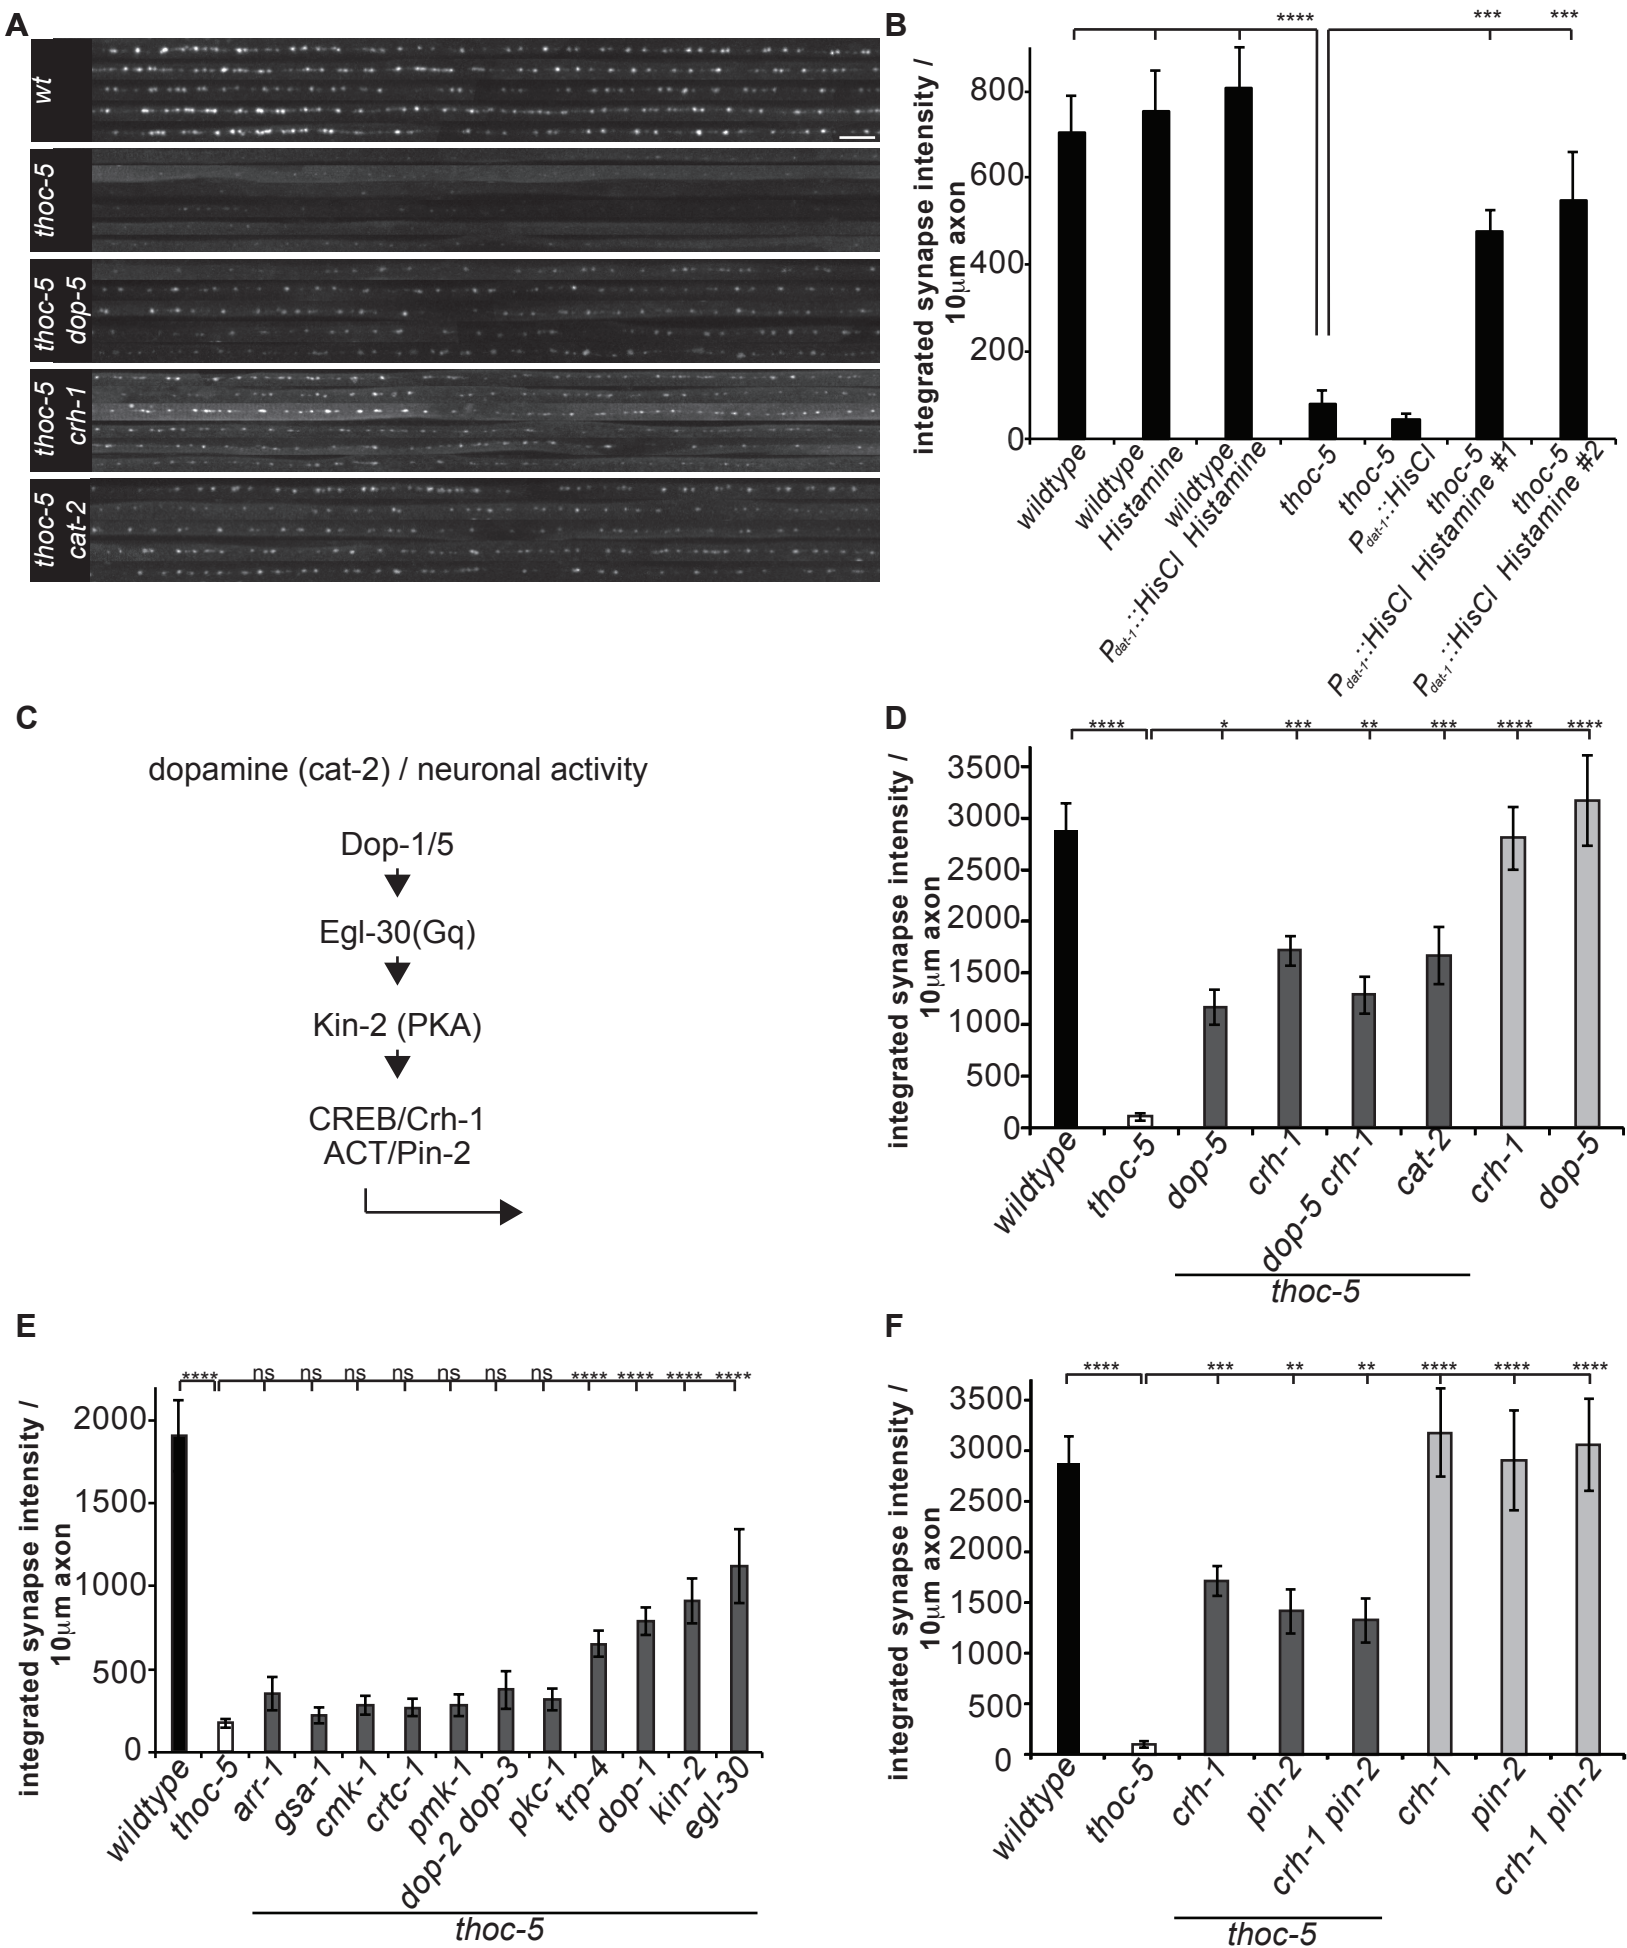 A
wt
thoc-5
thoc-5
dop-5
thoc-5
crh-1
thoc-5
cat-2
B
**** *** ***
integrated synapse intensity /
10µm axon
800
600
400
200
0
wildtype
wildtype
Histamine
wildtype
Pdat-1::HisCl Histamine
thoc-5
thoc-5
Pdat-1::HisCl
thoc-5
Pdat-1::HisCl Histamine #1
thoc-5
Pdat-1::HisCl Histamine #2
C
dopamine (cat-2) / neuronal activity
Dop-1/5
Egl-30(Gq)
Kin-2 (PKA)
CREB/Crh-1
ACT/Pin-2
D
**** * *** ** *** **** ****
integrated synapse intensity /
10µm axon
3500
3000
2500
2000
1500
1000
500
0
wildtype
thoc-5
dop-5
crh-1
dop-5 crh-1
cat-2
crh-1
dop-5
thoc-5
E
**** ns ns ns ns ns ns ns **** **** **** ****
integrated synapse intensity /
10µm axon
2000
1500
1000
500
0
wildtype
thoc-5
arr-1
gsa-1
cmk-1
crtc-1
pmk-1
dop-2 dop-3
pkc-1
trp-4
dop-1
kin-2
egl-30
thoc-5
F
**** *** ** ** **** **** ****
integrated synapse intensity /
10µm axon
3500
3000
2500
2000
1500
1000
500
0
wildtype
thoc-5
crh-1
pin-2
crh-1 pin-2
crh-1
pin-2
crh-1 pin-2
thoc-5